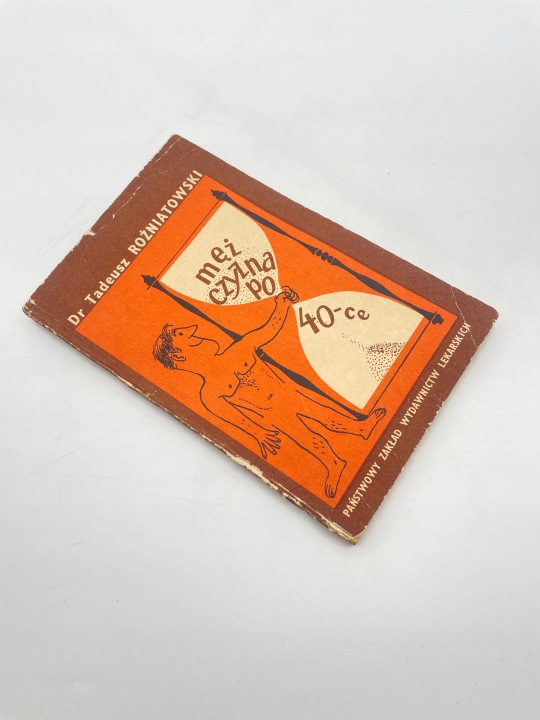 Dr Tadeusz ROŻNIATOWSKI
męż
czyzna
po
40-ce
PAŃSTWOWY ZAKŁAD WYDAWNICTW LEKARSKICH